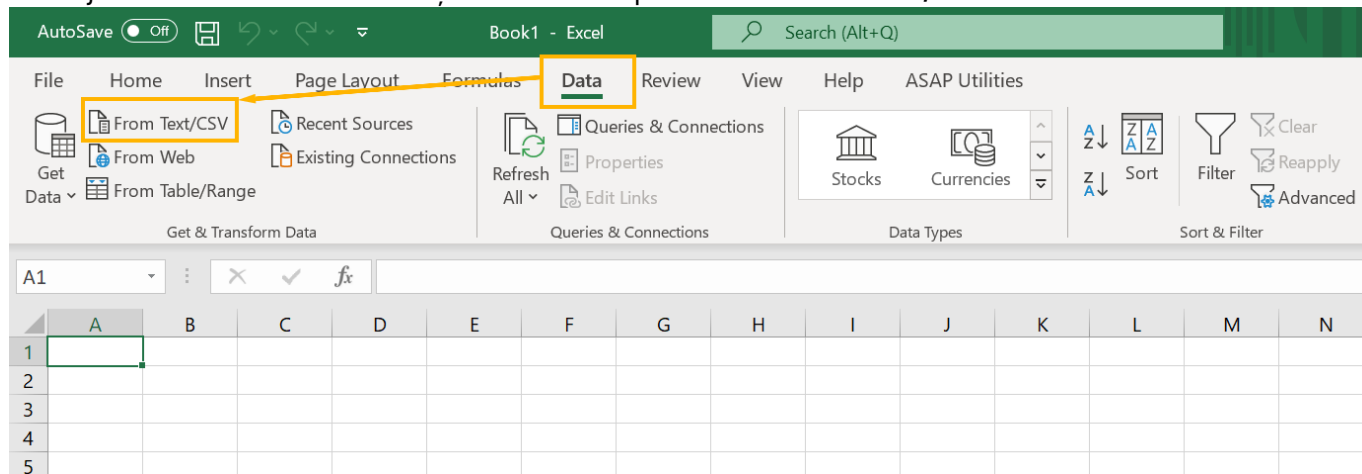 AutoSave Off Book1 - Excel Search (Alt+Q)
File Home Insert Page Layout Formulas Data Review View Help ASAP Utilities
Get Data
From Text/CSV
From Web
From Table/Range
Recent Sources
Existing Connections
Get & Transform Data
Refresh All
Queries & Connections
Properties
Edit Links
Queries & Connections
Stocks
Currencies
Data Types
Sort
Filter
Clear
Reapply
Advanced
Sort & Filter
A1 fx
A B C D E F G H I J K L M N
1
2
3
4
5